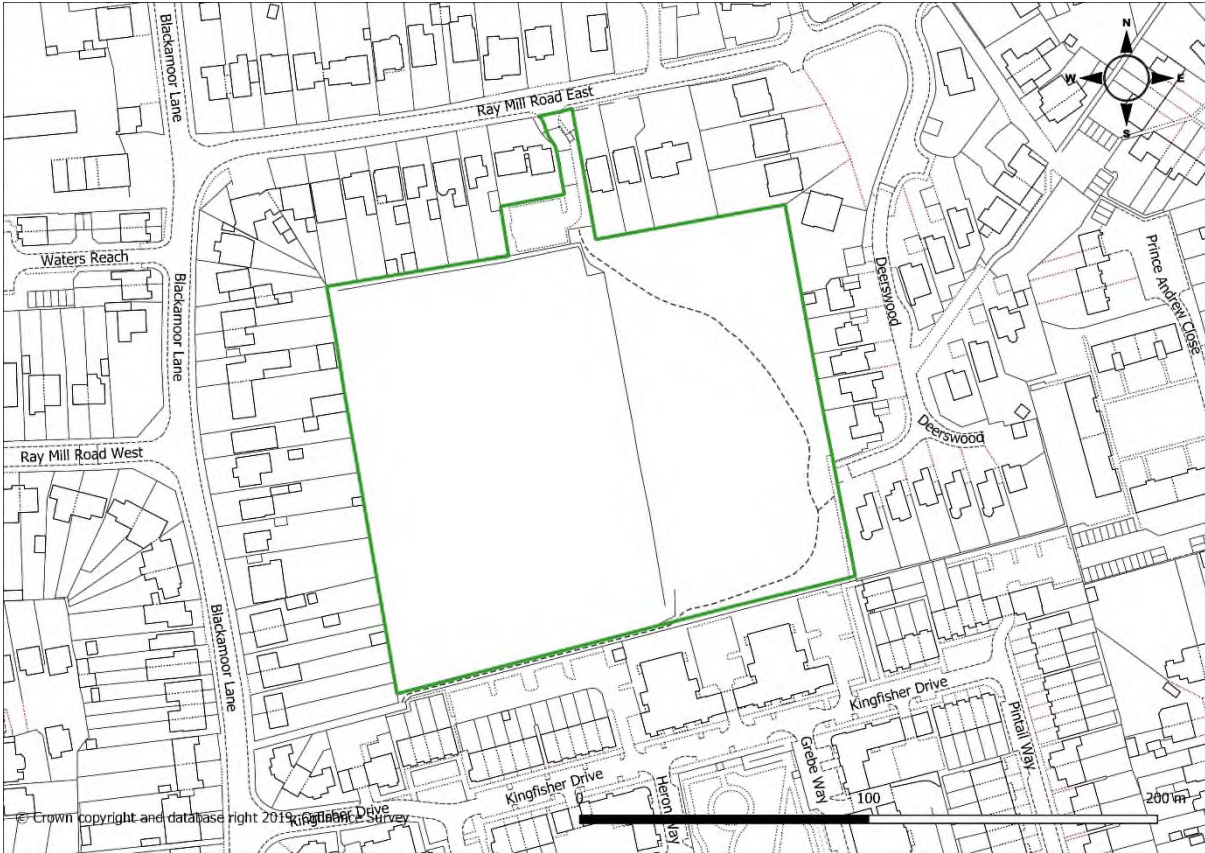 Blackamoor Lane
N
W
E
S
Ray Mill Road East
Waters Reach
Blackamoor Lane
Deerswood
Prince Andrew Close
Deerswood
Ray Mill Road West
Blackamoor Lane
Kingfisher Drive
Pintail Way
Grebe Way
Kingfisher Drive
Heron Way
Kingfisher Drive
0
100
200 m
© Crown copyright and database right 2019. Ordnance Survey